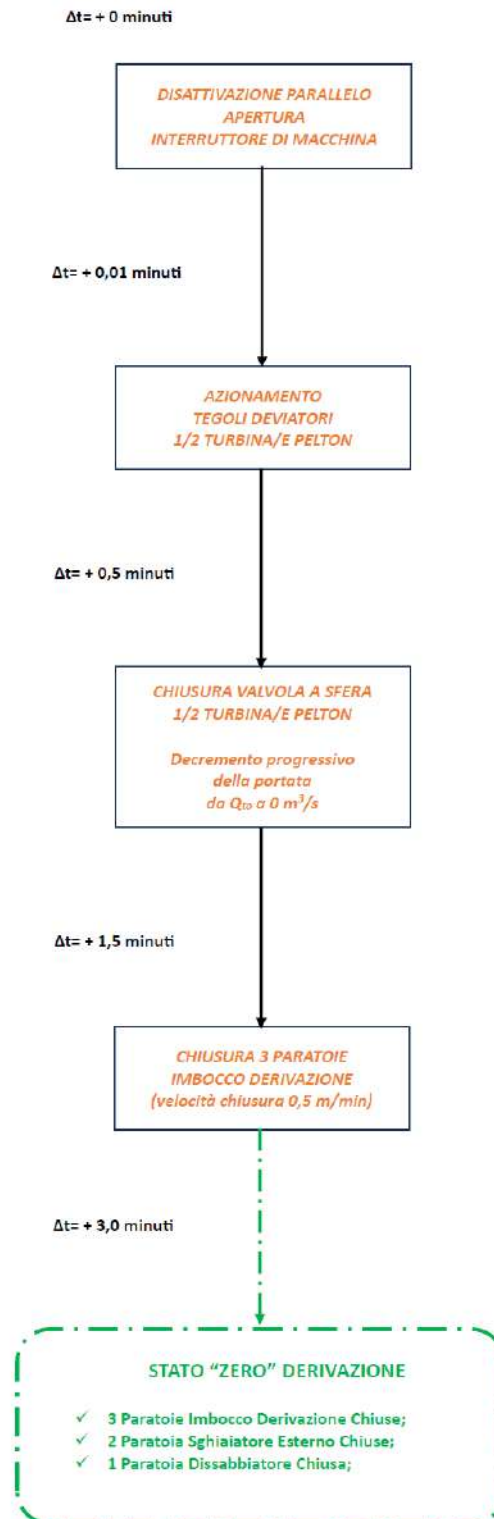 Δt= + 0 minuti
DISATTIVAZIONE PARALLELO
APERTURA
INTERRUTTORE DI MACCHINA
Δt= + 0,01 minuti
AZIONAMENTO
TEGOLI DEVIATORI
1/2 TURBINA/E PELTON
Δt= + 0,5 minuti
CHIUSURA VALVOLA A SFERA
1/2 TURBINA/E PELTON
Decremento progressivo
della portata
da Qto a 0 m³/s
Δt= + 1,5 minuti
CHIUSURA 3 PARATOIE
IMBOCCO DERIVAZIONE
(velocità chiusura 0,5 m/min)
Δt= + 3,0 minuti
STATO "ZERO" DERIVAZIONE
✓ 3 Paratoie Imbocco Derivazione Chiuse;
✓ 2 Paratoia Sghiaiatore Esterno Chiuse;
✓ 1 Paratoia Dissabbiatore Chiusa;